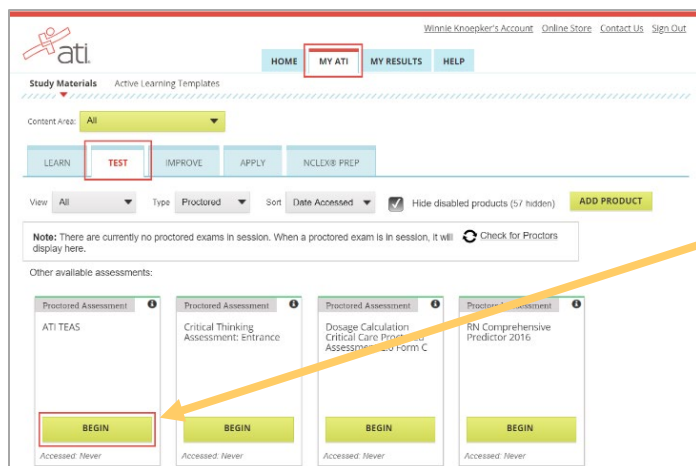 Winnie Knoepker's Account Online Store Contact Us Sign Out
ati
HOME MY ATI MY RESULTS HELP
Study Materials Active Learning Templates
Content Area: All
LEARN TEST IMPROVE APPLY NCLEX® PREP
View All Type Proctored Sort Date Accessed Hide disabled products (57 hidden) ADD PRODUCT
Note: There are currently no proctored exams in session. When a proctored exam is in session, it will Check for Proctors
display here.
Other available assessments:
Proctored Assessment Proctored Assessment Proctored Assessment Proctored Assessment
ATI TEAS Critical Thinking Dosage Calculation RN Comprehensive
Assessment: Entrance Critical Care Proctored Predictor 2016
Assessment Form C
BEGIN BEGIN BEGIN BEGIN
Accessed: Never Accessed: Never Accessed: Never Accessed: Never